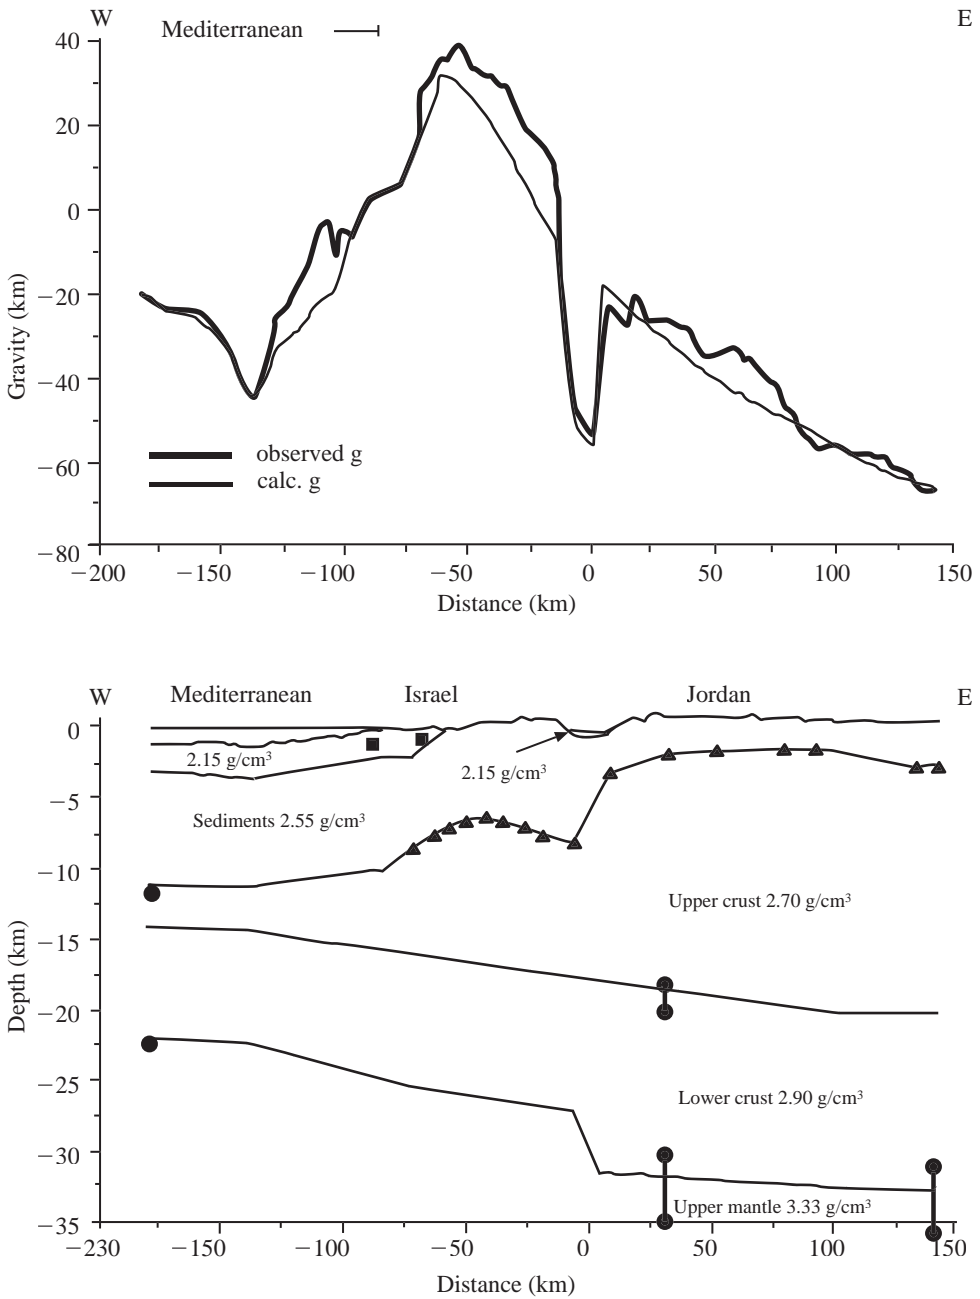 W
E
Mediterranean
40
20
0
−20
−40
−60
−80
Gravity (km)
observed g
calc. g
−200
−150
−100
−50
0
50
100
150
Distance (km)
W
Mediterranean
Israel
Jordan
E
0
−5
−10
−15
−20
−25
−30
−35
Depth (km)
2.15 g/cm³
2.15 g/cm³
Sediments 2.55 g/cm³
Upper crust 2.70 g/cm³
Lower crust 2.90 g/cm³
Upper mantle 3.33 g/cm³
−230
−150
−100
−50
0
50
100
150
Distance (km)